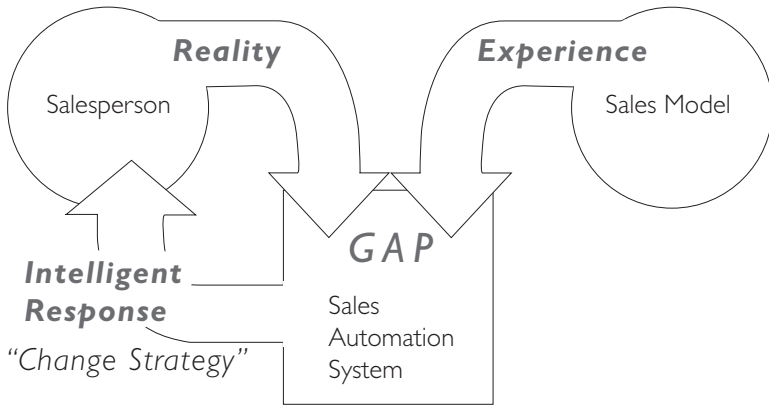 Reality
Experience
Salesperson
Sales Model
GAP
Sales
Automation
System
Intelligent
Response
“Change Strategy”